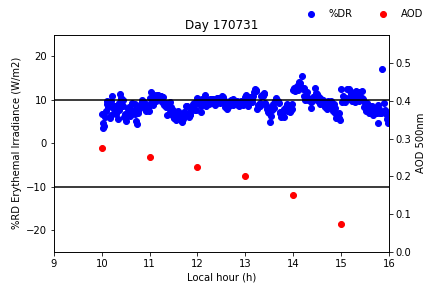 %DR AOD
Day 170731
%RD Erythermal Irradiance (W/m2)
20
10
0
−10
−20
0.5
0.4
0.3
0.2
0.1
0.0
AOD 500nm
9 10 11 12 13 14 15 16
Local hour (h)